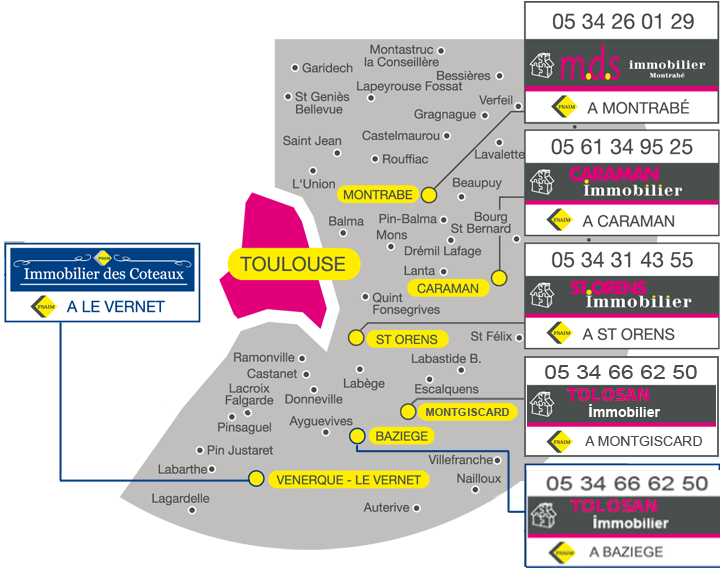 05 34 26 01 29
m.d.s immobilier
Montrabé
FNAIM
A MONTRABÉ
05 61 34 95 25
CARAMAN
immobilier
FNAIM
A CARAMAN
05 34 31 43 55
ST.ORENS
immobilier
FNAIM
A ST ORENS
05 34 66 62 50
TOLOSAN
immobilier
FNAIM
A MONTGISCARD
05 34 66 62 50
TOLOSAN
immobilier
FNAIM
A BAZIEGE
FNAIM
Immobilier des Coteaux
FNAIM
A LE VERNET
Montastruc
la Conseillère
Garidech
Bessières
Lapeyrouse Fossat
St Geniès
Bellevue
Verfeil
Gragnague
Castelmaurou
Saint Jean
Lavalette
Rouffiac
L'Union
MONTRABE
Beaupuy
Balma
Pin-Balma
Mons
Bourg
St Bernard
Drémil Lafage
TOULOUSE
Lanta
CARAMAN
Quint
Fonsegrives
ST ORENS
St Félix
Ramonville
Labastide B.
Castanet
Labège
Escalquens
Lacroix
Falgarde
Donneville
MONTGISCARD
Pinsaguel
Ayguevives
BAZIEGE
Pin Justaret
Villefranche
Labarthe
VENERQUE - LE VERNET
Nailloux
Lagardelle
Auterive